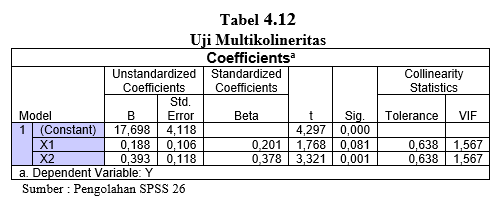 Tabel 4.12
Uji Multikolineritas
Coefficientsª
Model Unstandardized Coefficients Standardized Coefficients t Sig. Collinearity Statistics
B Std. Error Beta Tolerance VIF
1 (Constant) 17,698 4,118 4,297 0,000
X1 0,188 0,106 0,201 1,768 0,081 0,638 1,567
X2 0,393 0,118 0,378 3,321 0,001 0,638 1,567
a. Dependent Variable: Y
Sumber : Pengolahan SPSS 26